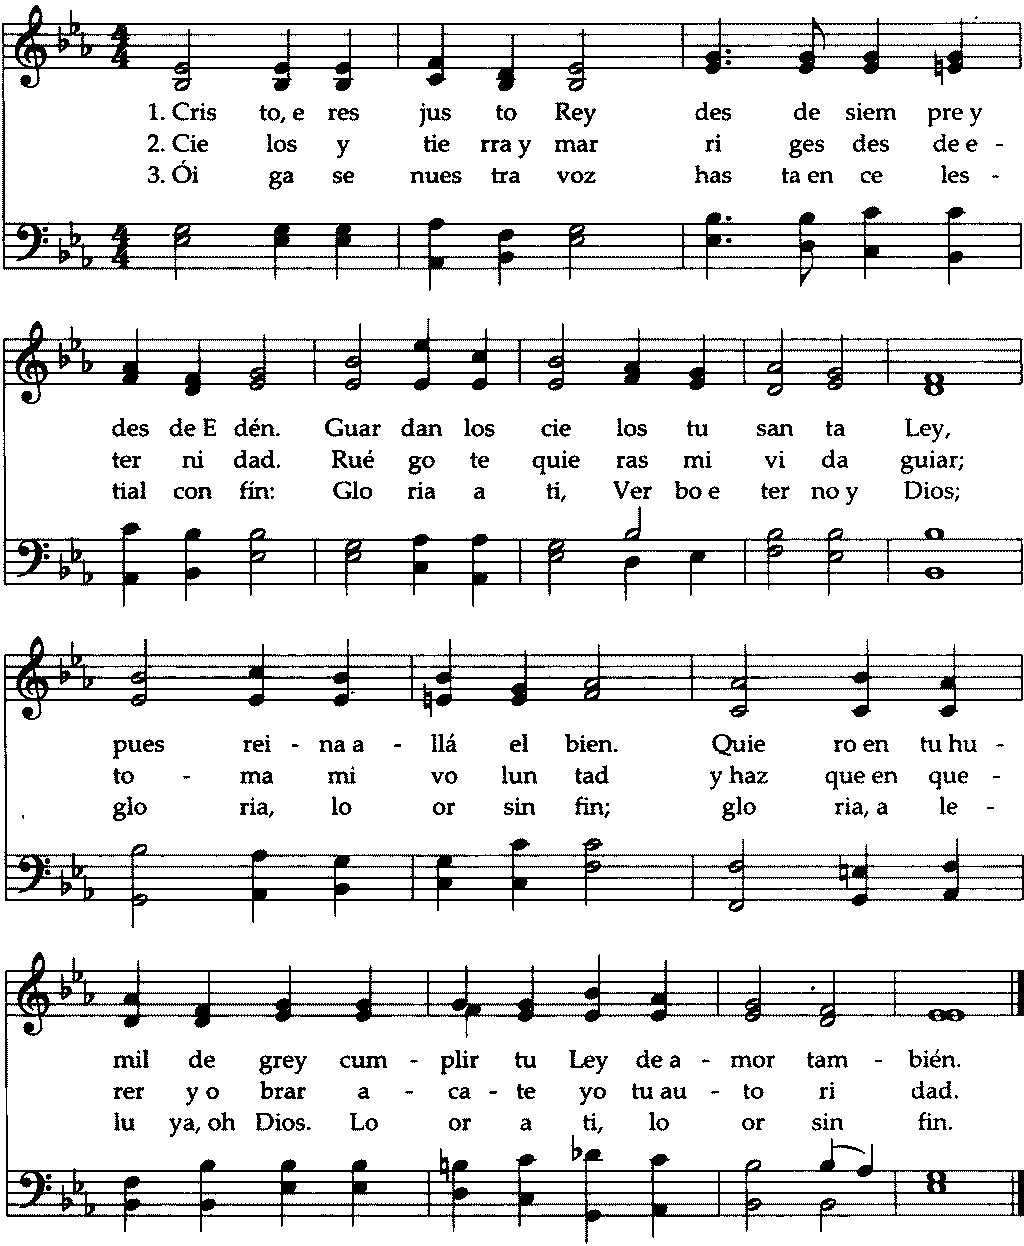 4 4
1. Cris to, e res jus to Rey des de siem pre y
2. Cie los y tie rra y mar ri ges des de e -
3. Ói ga se nues tra voz has ta en ce les -
4 4
des de E dén. Guar dan los cie los tu san ta Ley,
ter ni dad. Rué go te quie ras mi vi da guiar;
tial con fín: Glo ria a ti, Ver bo e ter no y Dios;
pues rei - na a - llá el bien. Quie ro en tu hu -
to - ma mi vo lun tad y haz que en que -
glo ria, lo or sin fin; glo ria, a le -
mil de grey cum - plir tu Ley de a - mor tam - bién.
rer y o brar a - ca - te yo tu au - to ri dad.
lu ya, oh Dios. Lo or a ti, lo or sin fin.